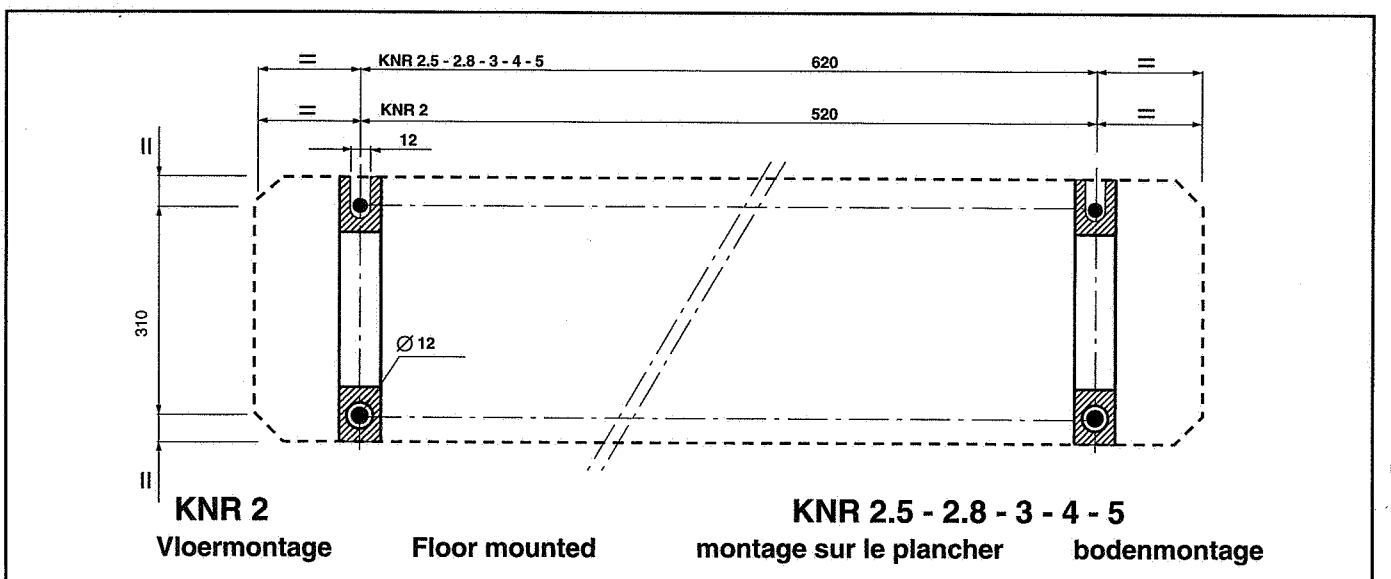 = KNR 2.5 - 2.8 - 3 - 4 - 5 620 =
= KNR 2 520 =
= 12
310
Ø 12
=
KNR 2 KNR 2.5 - 2.8 - 3 - 4 - 5
Vloermontage Floor mounted montage sur le plancher bodenmontage